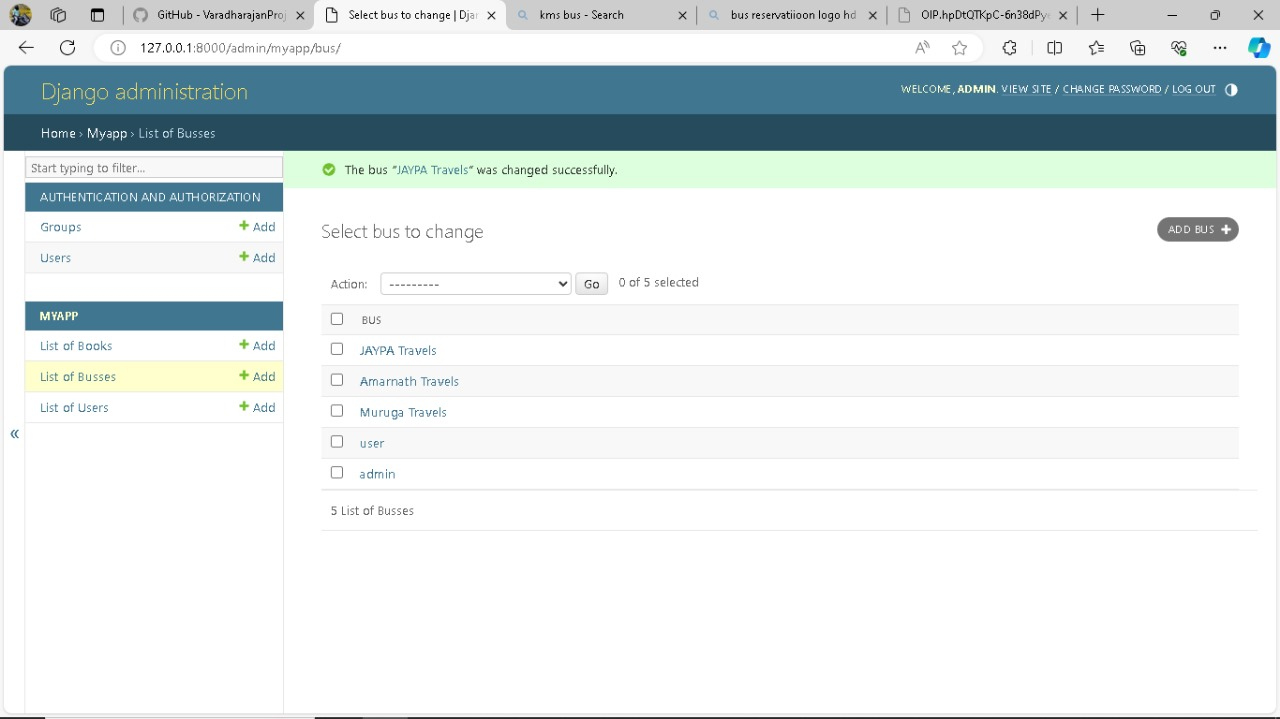 GitHub - VaradharajanProj
Select bus to change | Djar
kms bus - Search
bus reservatiioon logo hd
OIP.hpDtQTKpC-6n38dPyz
127.0.0.1:8000/admin/myapp/bus/
Django administration
WELCOME, ADMIN. VIEW SITE / CHANGE PASSWORD / LOG OUT
Home › Myapp › List of Busses
Start typing to filter...
The bus “JAYPA Travels” was changed successfully.
AUTHENTICATION AND AUTHORIZATION
Groups + Add
Users + Add
MYAPP
List of Books + Add
List of Busses + Add
List of Users + Add
«
Select bus to change
ADD BUS +
Action: --------- Go 0 of 5 selected
BUS
JAYPA Travels
Amarnath Travels
Muruga Travels
user
admin
5 List of Busses